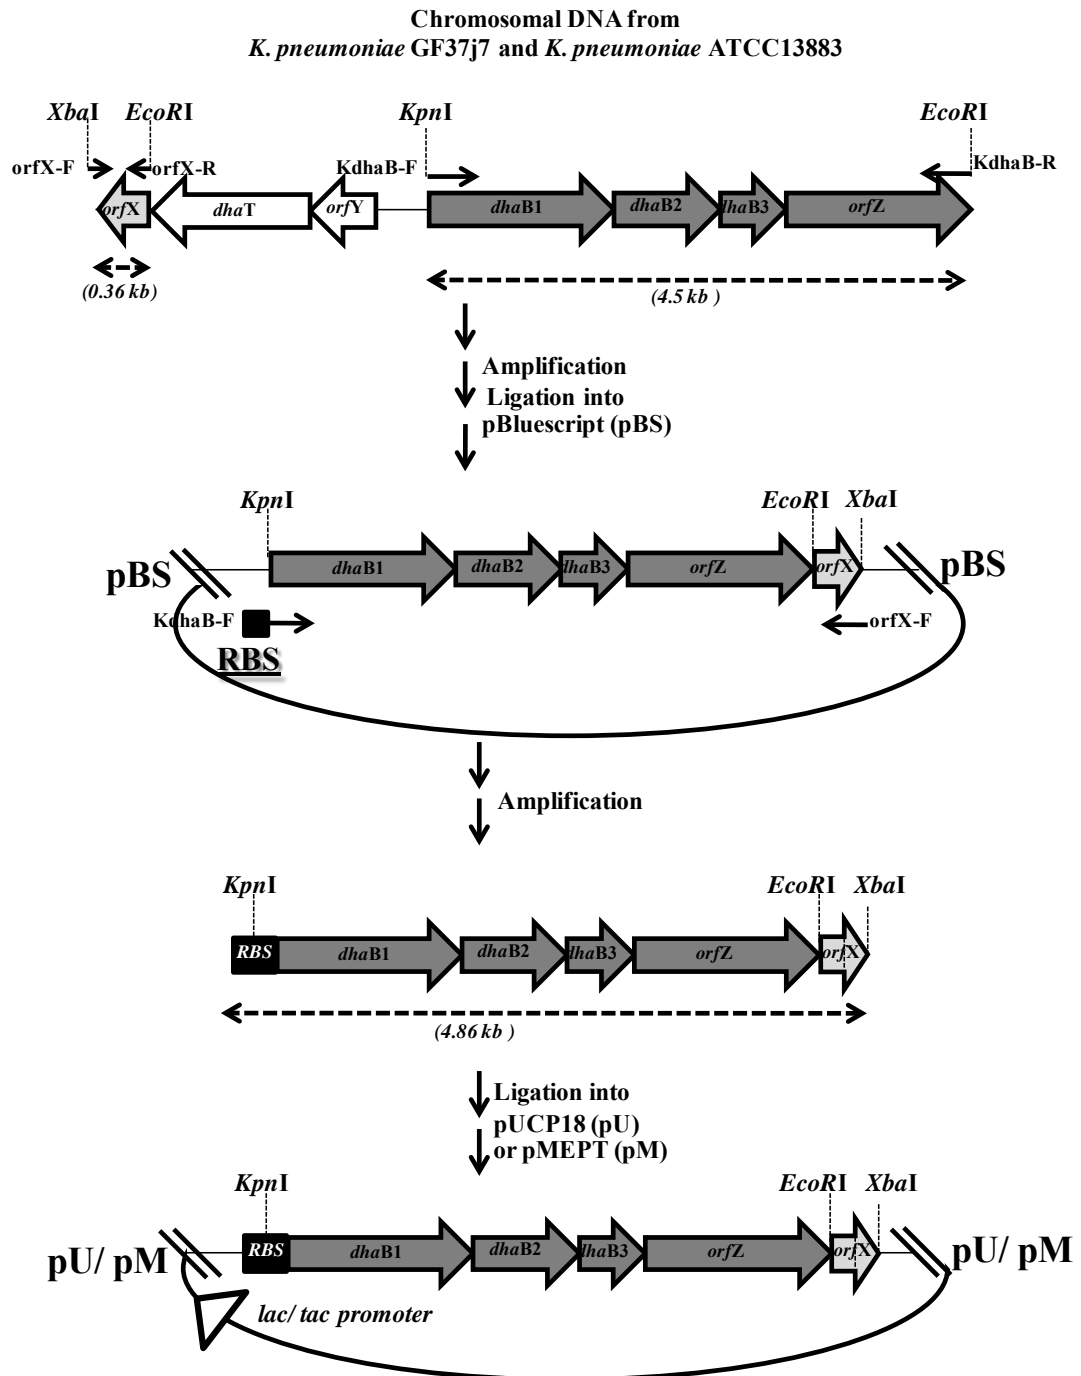 Chromosomal DNA from
K. pneumoniae GF37j7 and K. pneumoniae ATCC13883
XbaI EcoRI KpnI EcoRI
orfX-F orfX-R KdhaB-F KdhaB-R
orfX dhaT orfY dhaB1 dhaB2 dhaB3 orfZ
(0.36 kb) (4.5 kb )
Amplification
Ligation into
pBluescript (pBS)
KpnI EcoRI XbaI
pBS dhaB1 dhaB2 dhaB3 orfZ orfX pBS
KdhaB-F orfX-F
RBS
Amplification
KpnI EcoRI XbaI
RBS dhaB1 dhaB2 dhaB3 orfZ orfX
(4.86 kb )
Ligation into
pUCP18 (pU)
or pMEPT (pM)
KpnI EcoRI XbaI
pU/ pM RBS dhaB1 dhaB2 dhaB3 orfZ orfX pU/ pM
lac/ tac promoter